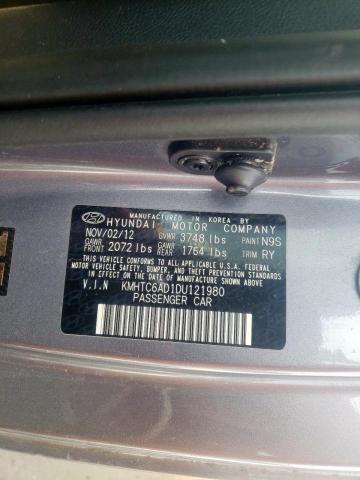 MANUFACTURED IN KOREA BY
HYUNDAI MOTOR COMPANY
NOV/02/12 GVWR 3748 lbs PAINT N9S
GAWR FRONT 2072 lbs GAWR REAR 1764 lbs TRIM RY
THIS VEHICLE CONFORMS TO ALL APPLICABLE U.S.A. FEDERAL
MOTOR VEHICLE SAFETY, BUMPER, AND THEFT PREVENTION STANDARDS
IN EFFECT ON THE DATE OF MANUFACTURE SHOWN ABOVE.
V.I.N KMHTC6AD1DU121980
PASSENGER CAR